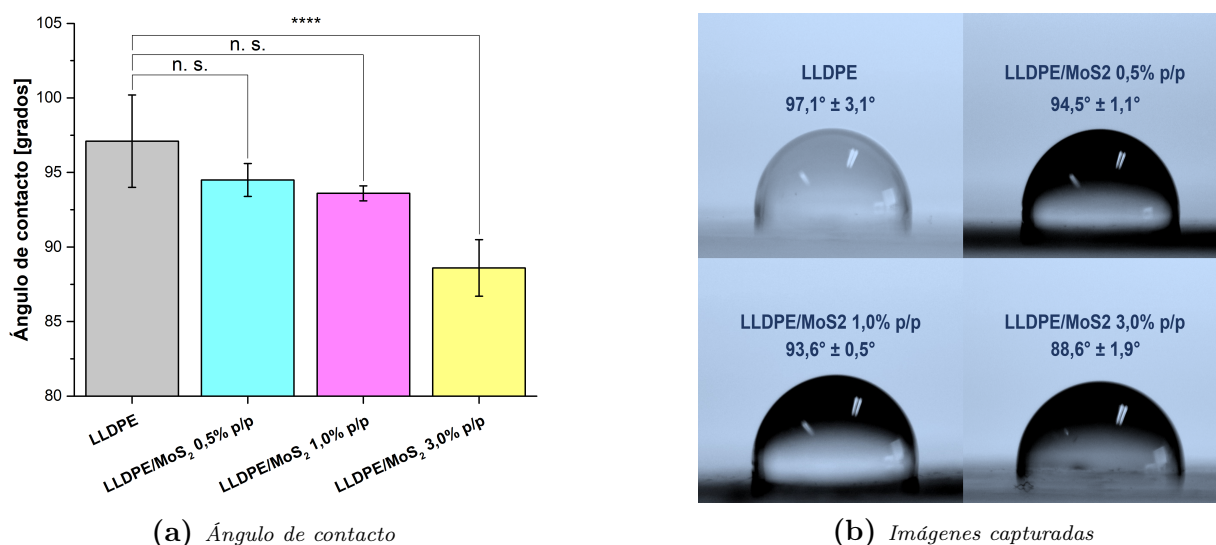 105
100
95
90
85
80
Ángulo de contacto [grados]
****
n. s.
n. s.
LLDPE
LLDPE/MoS₂ 0,5% p/p
LLDPE/MoS₂ 1,0% p/p
LLDPE/MoS₂ 3,0% p/p
(a) Ángulo de contacto
LLDPE
97,1° ± 3,1°
LLDPE/MoS2 0,5% p/p
94,5° ± 1,1°
LLDPE/MoS2 1,0% p/p
93,6° ± 0,5°
LLDPE/MoS2 3,0% p/p
88,6° ± 1,9°
(b) Imágenes capturadas